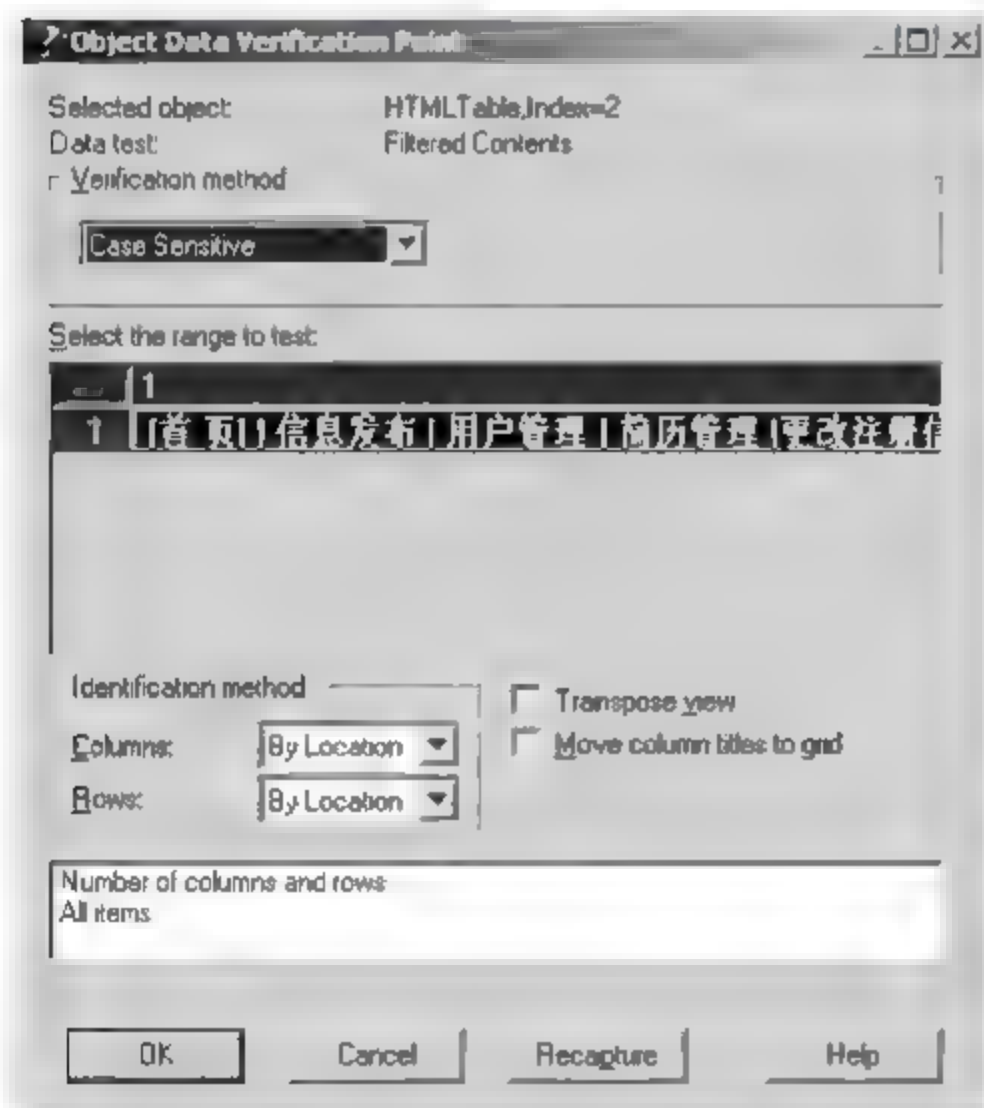 Object Data Verification Point
Selected object: HTMLTable,Index=2
Data test: Filtered Contents
Verification method
Case Sensitive
Select the range to test:
1
1 |首 页| 信息发布 | 用户管理 | 简历管理 |更改注册信
Identification method
Transpose view
Columns: By Location
Move column titles to grid
Rows: By Location
Number of columns and rows
All items
OK Cancel Recapture Help